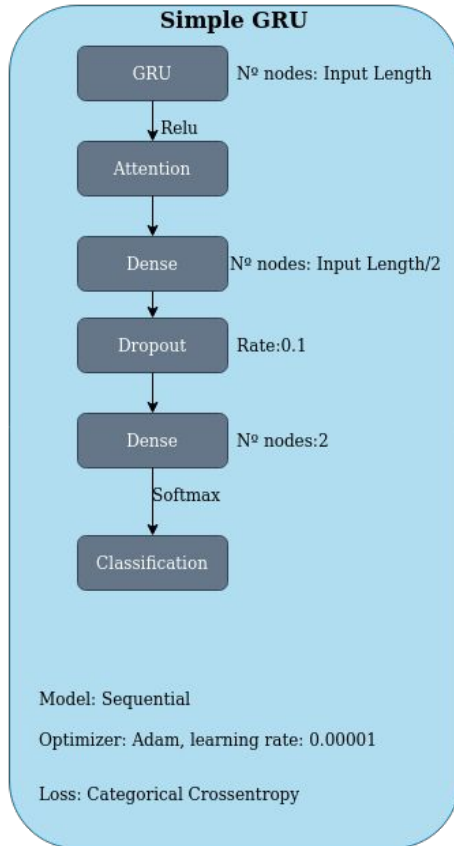 Simple GRU
GRU
Nº nodes: Input Length
Relu
Attention
Dense
Nº nodes: Input Length/2
Dropout
Rate:0.1
Dense
Nº nodes:2
Softmax
Classification
Model: Sequential
Optimizer: Adam, learning rate: 0.00001
Loss: Categorical Crossentropy